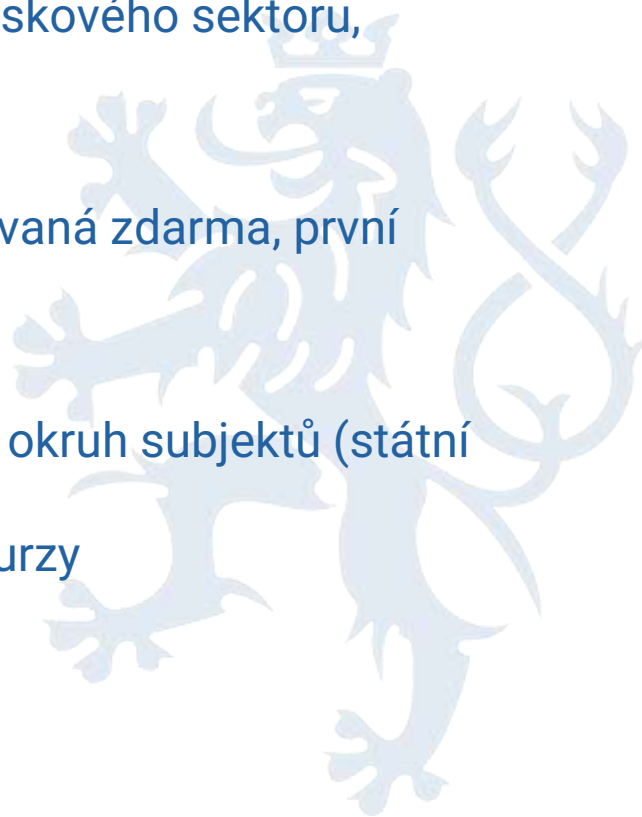 skového sektoru,
vaná zdarma, první
okruh subjektů (státní
urzy